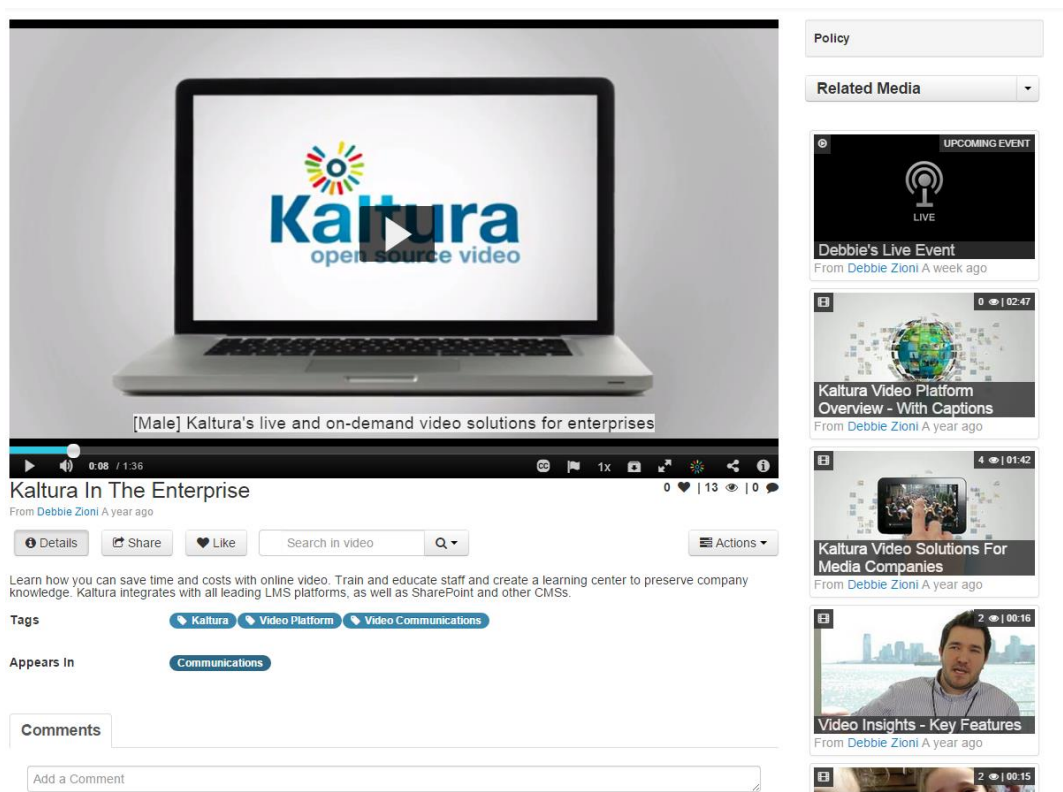 Kaltura
open source video
[Male] Kaltura's live and on-demand video solutions for enterprises
0:08 / 1:36
CC
1x
Kaltura In The Enterprise
0 | 13 | 0
From Debbie Zioni A year ago
Details
Share
Like
Search in video
Actions
Learn how you can save time and costs with online video. Train and educate staff and create a learning center to preserve company
knowledge. Kaltura integrates with all leading LMS platforms, as well as SharePoint and other CMSs.
Tags
Kaltura
Video Platform
Video Communications
Appears In
Communications
Comments
Add a Comment
Policy
Related Media
UPCOMING EVENT
LIVE
Debbie's Live Event
From Debbie Zioni A week ago
0 | 02:47
Kaltura Video Platform
Overview - With Captions
From Debbie Zioni A year ago
4 | 01:42
Kaltura Video Solutions For
Media Companies
From Debbie Zioni A year ago
2 | 00:16
Video Insights - Key Features
From Debbie Zioni A year ago
2 | 00:15